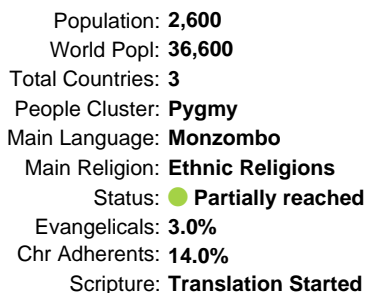 Population: 2,600
World Popl: 36,600
Total Countries: 3
People Cluster: Pygmy
Main Language: Monzombo
Main Religion: Ethnic Religions
Status: Partially reached
Evangelicals: 3.0%
Chr Adherents: 14.0%
Scripture: Translation Started